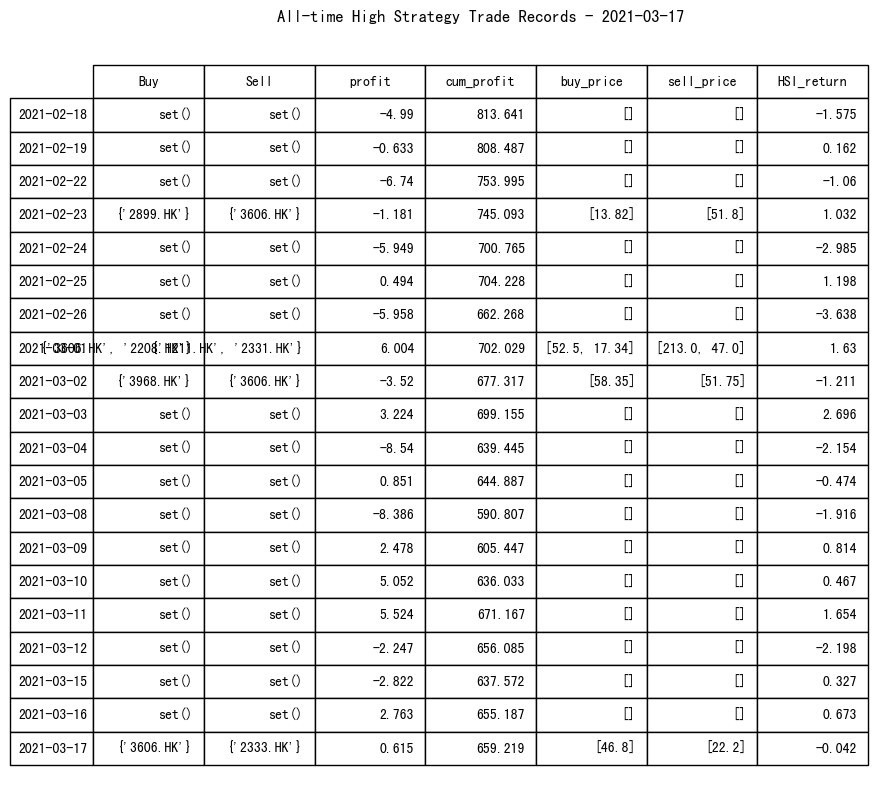 All-time High Strategy Trade Records - 2021-03-17
Buy Sell profit cum_profit buy_price sell_price HSI_return
2021-02-18 set() set() -4.99 813.641 [] [] -1.575
2021-02-19 set() set() -0.633 808.487 [] [] 0.162
2021-02-22 set() set() -6.74 753.995 [] [] -1.06
2021-02-23 {'2899.HK'} {'3606.HK'} -1.181 745.093 [13.82] [51.8] 1.032
2021-02-24 set() set() -5.949 700.765 [] [] -2.985
2021-02-25 set() set() 0.494 704.228 [] [] 1.198
2021-02-26 set() set() -5.958 662.268 [] [] -3.638
2021-03-01 {'3606.HK', '2208.HK'} {'1211.HK', '2331.HK'} 6.004 702.029 [52.5, 17.34] [213.0, 47.0] 1.63
2021-03-02 {'3968.HK'} {'3606.HK'} -3.52 677.317 [58.35] [51.75] -1.211
2021-03-03 set() set() 3.224 699.155 [] [] 2.696
2021-03-04 set() set() -8.54 639.445 [] [] -2.154
2021-03-05 set() set() 0.851 644.887 [] [] -0.474
2021-03-08 set() set() -8.386 590.807 [] [] -1.916
2021-03-09 set() set() 2.478 605.447 [] [] 0.814
2021-03-10 set() set() 5.052 636.033 [] [] 0.467
2021-03-11 set() set() 5.524 671.167 [] [] 1.654
2021-03-12 set() set() -2.247 656.085 [] [] -2.198
2021-03-15 set() set() -2.822 637.572 [] [] 0.327
2021-03-16 set() set() 2.763 655.187 [] [] 0.673
2021-03-17 {'3606.HK'} {'2333.HK'} 0.615 659.219 [46.8] [22.2] -0.042